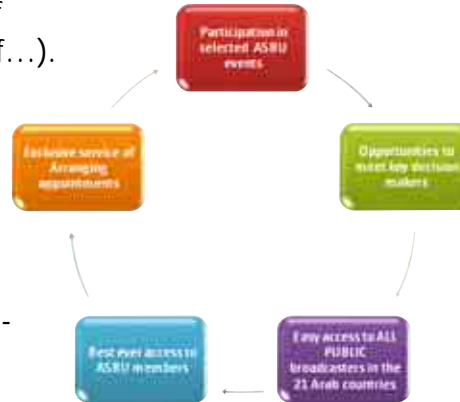 f
f…).
Participation in
selected ASBU
events
Exclusive service of
Arranging
appointments
Opportunities to
meet key decision
makers
-
Best ever access to
ASBU members
Easy access to ALL
PUBLIC
broadcasters in the
21 Arab countries